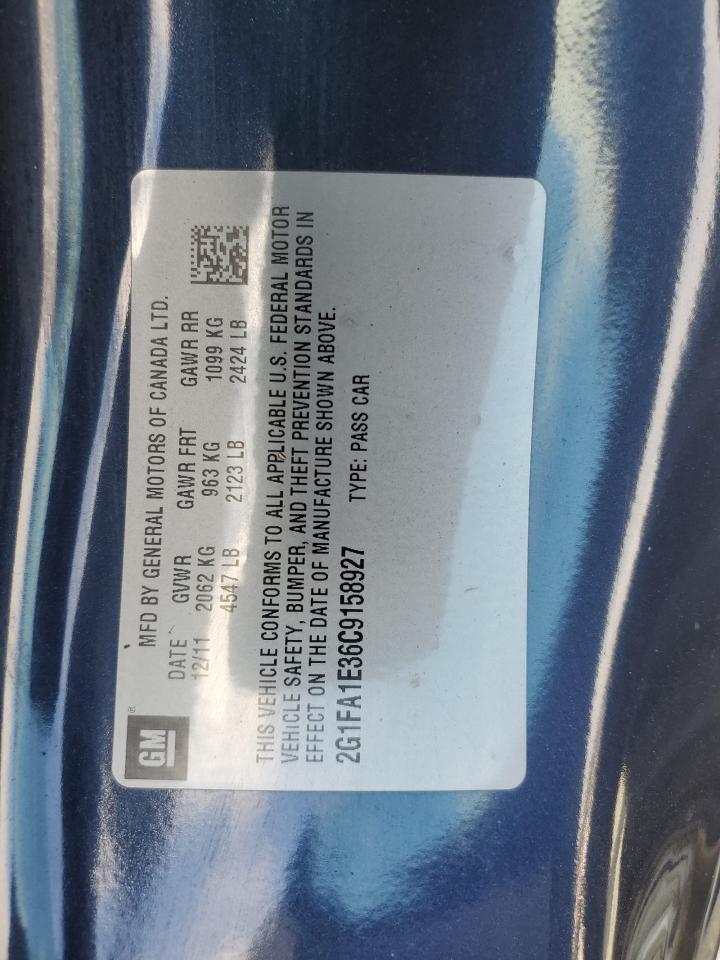 GM ®
MFD BY GENERAL MOTORS OF CANADA LTD.
DATE GVWR GAWR FRT GAWR RR
12/11 2062 KG 963 KG 1099 KG
4547 LB 2123 LB 2424 LB
THIS VEHICLE CONFORMS TO ALL APPLICABLE U.S. FEDERAL MOTOR
VEHICLE SAFETY, BUMPER, AND THEFT PREVENTION STANDARDS IN
EFFECT ON THE DATE OF MANUFACTURE SHOWN ABOVE.
2G1FA1E36C9158927 TYPE: PASS CAR